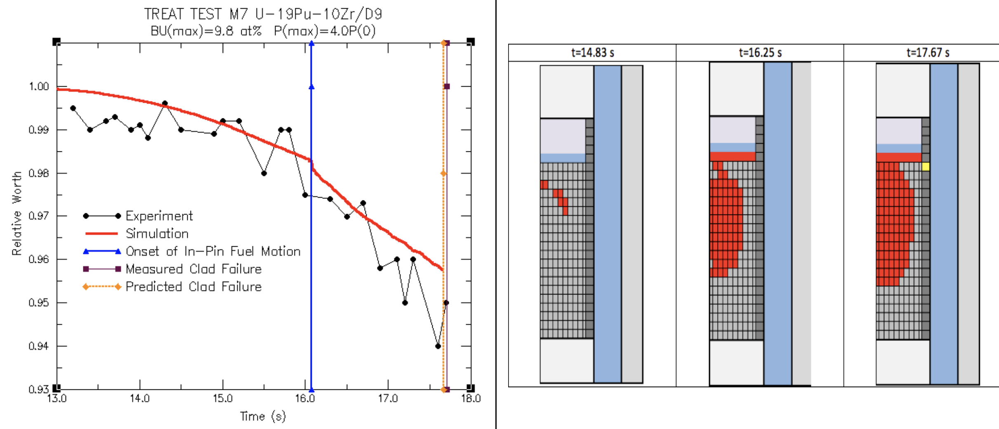 TREAT TEST M7 U-19Pu-10Zr/D9
BU(max)=9.8 at% P(max)=4.0P(0)
1.00
0.99
0.98
0.97
0.96
0.95
0.94
0.93
Relative Worth
Experiment
Simulation
Onset of In-Pin Fuel Motion
Measured Clad Failure
Predicted Clad Failure
13.0 14.0 15.0 16.0 17.0 18.0
Time (s)
t=14.83 s t=16.25 s t=17.67 s